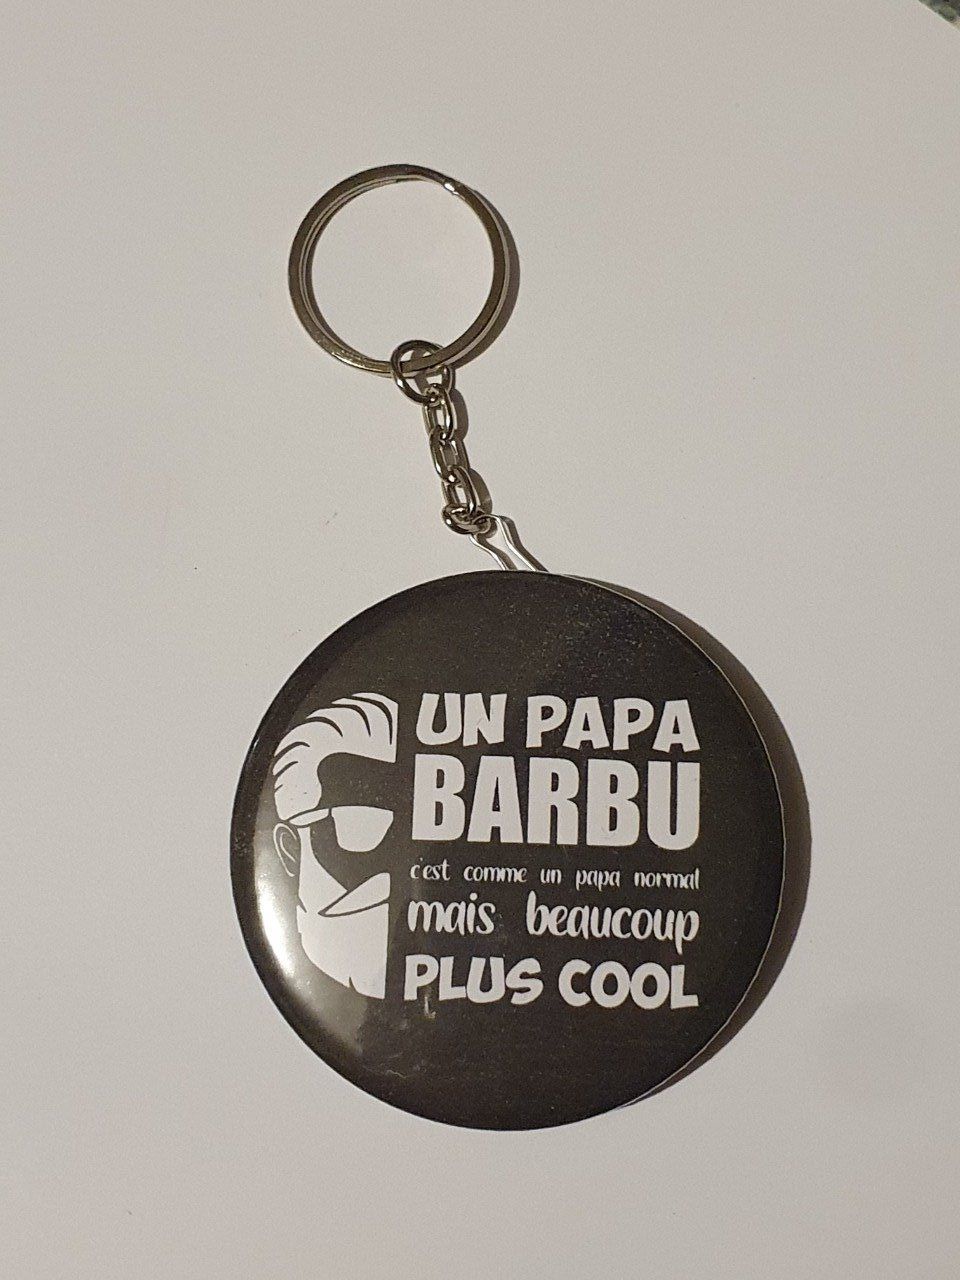 UN PAPA
BARBU
c'est comme un papa normal
mais beaucoup
PLUS COOL